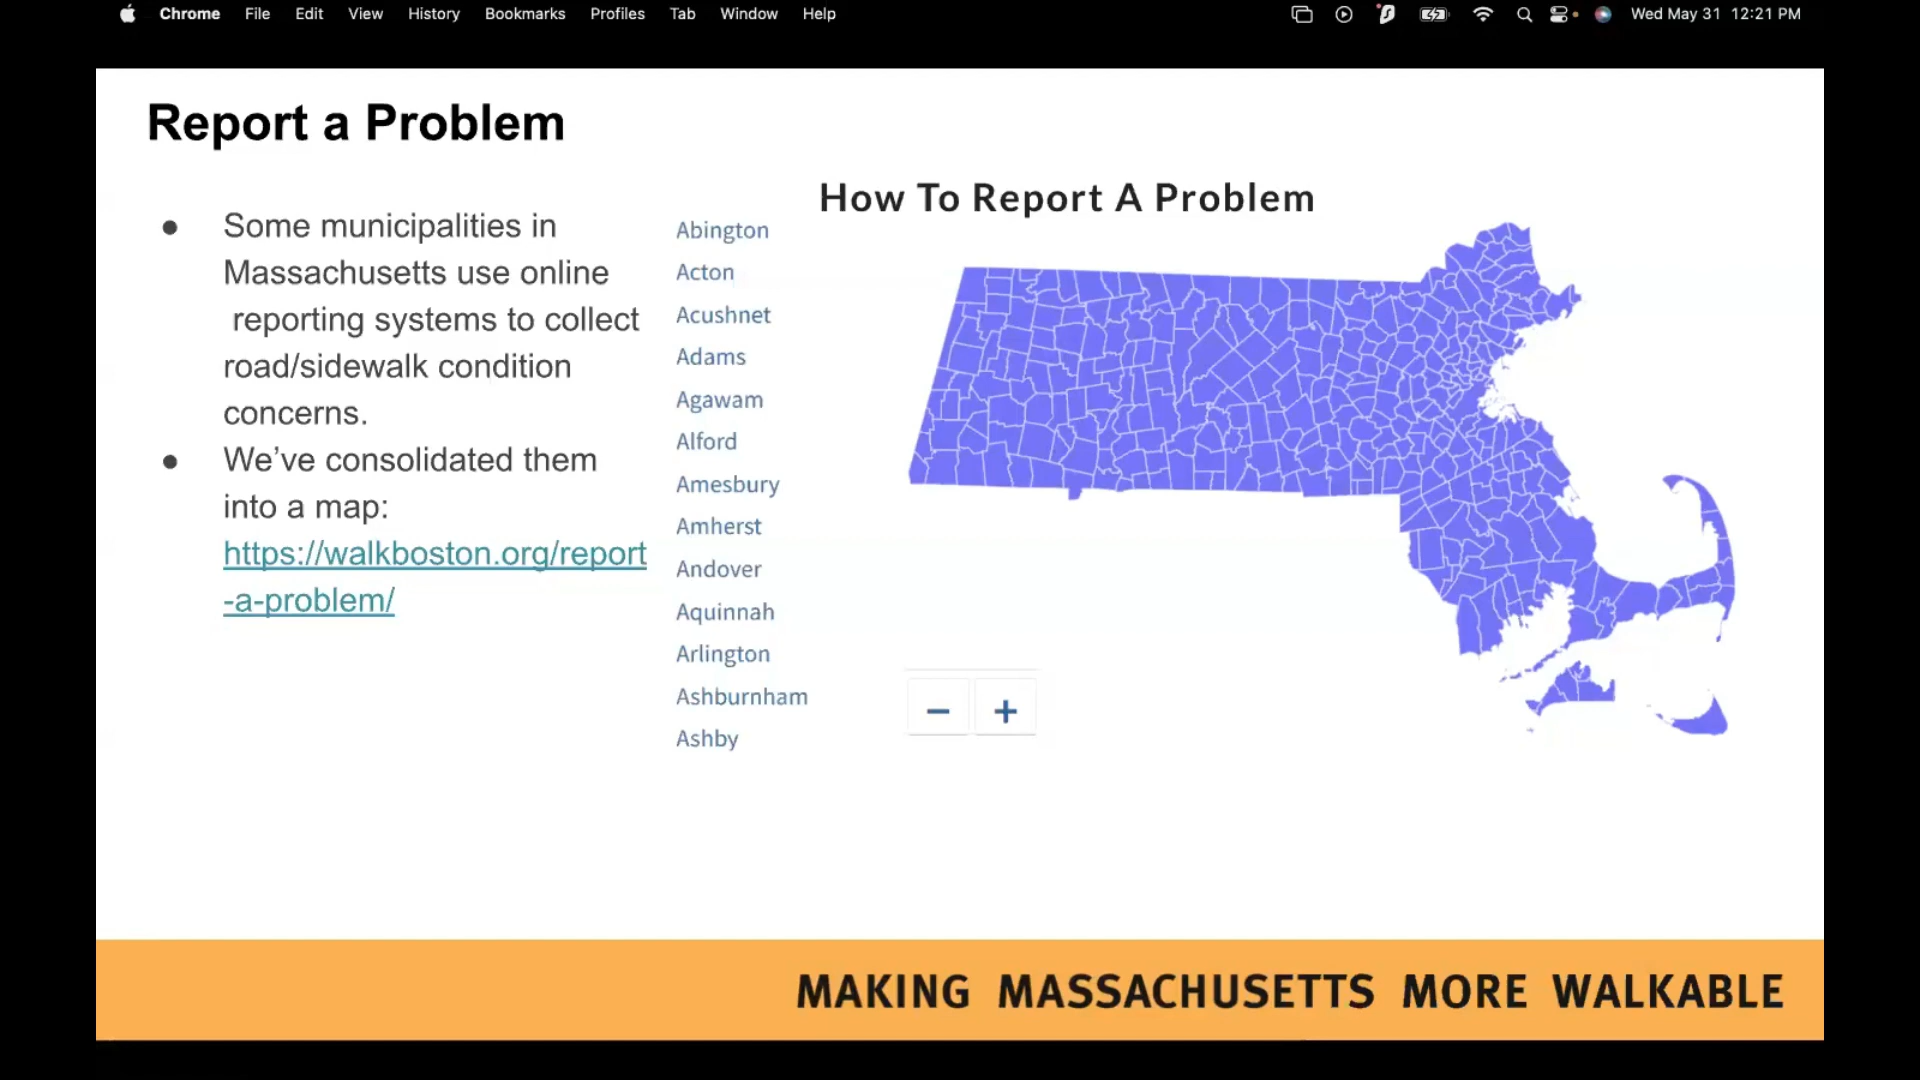 Chrome File Edit View History Bookmarks Profiles Tab Window Help Wed May 31 12:21 PM
Report a Problem
● Some municipalities in
Massachusetts use online
reporting systems to collect
road/sidewalk condition
concerns.
● We’ve consolidated them
into a map:
https://walkboston.org/report
-a-problem/
How To Report A Problem
Abington
Acton
Acushnet
Adams
Agawam
Alford
Amesbury
Amherst
Andover
Aquinnah
Arlington
Ashburnham
Ashby
− +
MAKING MASSACHUSETTS MORE WALKABLE